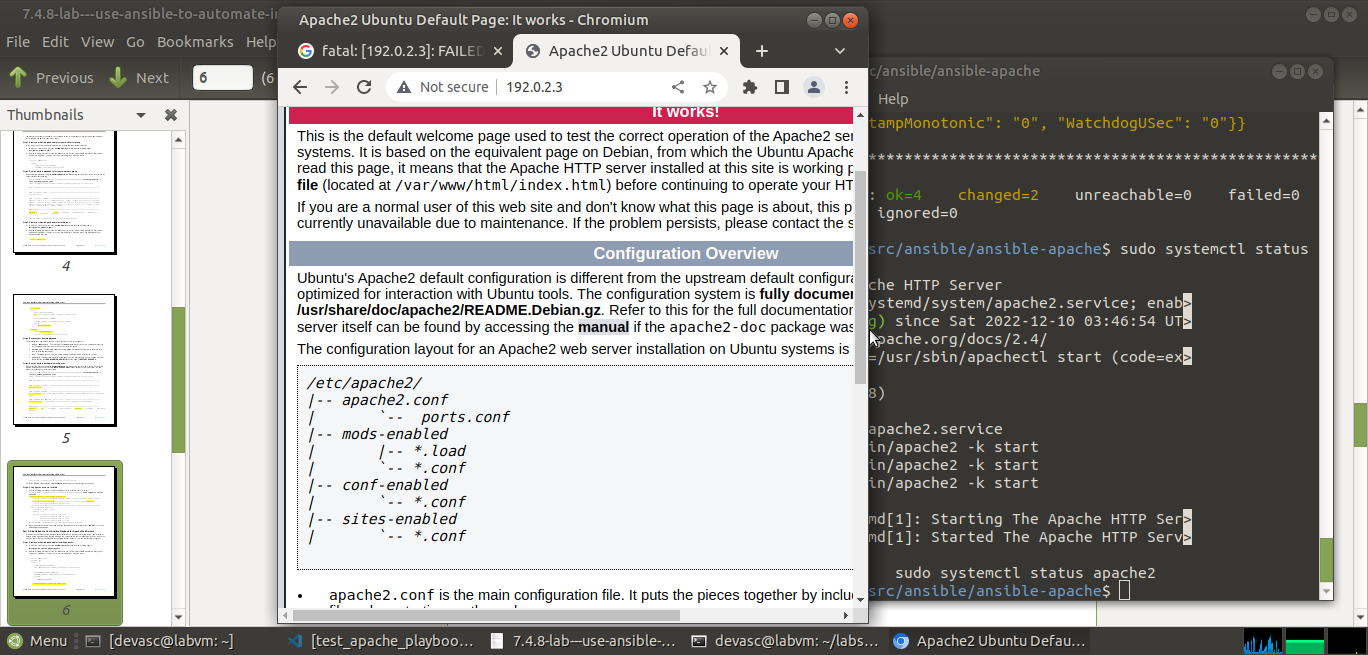 7.4.8-lab---use-ansible-to-automate-in
File Edit View Go Bookmarks Help
Previous Next 6 (6
Thumbnails
4
5
6
Apache2 Ubuntu Default Page: It works - Chromium
fatal: [192.0.2.3]: FAILED
Apache2 Ubuntu Defau
Not secure 192.0.2.3
It works!
This is the default welcome page used to test the correct operation of the Apache2 ser
systems. It is based on the equivalent page on Debian, from which the Ubuntu Apache
read this page, it means that the Apache HTTP server installed at this site is working p
file (located at /var/www/html/index.html) before continuing to operate your HT
If you are a normal user of this web site and don't know what this page is about, this p
currently unavailable due to maintenance. If the problem persists, please contact the s
Configuration Overview
Ubuntu's Apache2 default configuration is different from the upstream default configura
optimized for interaction with Ubuntu tools. The configuration system is fully documen
/usr/share/doc/apache2/README.Debian.gz. Refer to this for the full documentation
server itself can be found by accessing the manual if the apache2-doc package was
The configuration layout for an Apache2 web server installation on Ubuntu systems is
/etc/apache2/
|-- apache2.conf
|       `--  ports.conf
|-- mods-enabled
|       |-- *.load
|       `-- *.conf
|-- conf-enabled
|       `-- *.conf
|-- sites-enabled
|       `-- *.conf
• apache2.conf is the main configuration file. It puts the pieces together by inclu
c/ansible/ansible-apache
Help
tampMonotonic": "0", "WatchdogUSec": "0"}}
**************************************************
: ok=4    changed=2    unreachable=0    failed=0
ignored=0
src/ansible/ansible-apache$ sudo systemctl status
che HTTP Server
ystemd/system/apache2.service; enab>
g) since Sat 2022-12-10 03:46:54 UT>
pache.org/docs/2.4/
=/usr/sbin/apachectl start (code=ex>
8)
apache2.service
in/apache2 -k start
in/apache2 -k start
in/apache2 -k start
md[1]: Starting The Apache HTTP Ser>
md[1]: Started The Apache HTTP Serv>
sudo systemctl status apache2
src/ansible/ansible-apache$
Menu
[devasc@labvm: ~]
[test_apache_playboo...
7.4.8-lab---use-ansible-...
devasc@labvm: ~/labs...
Apache2 Ubuntu Defau...